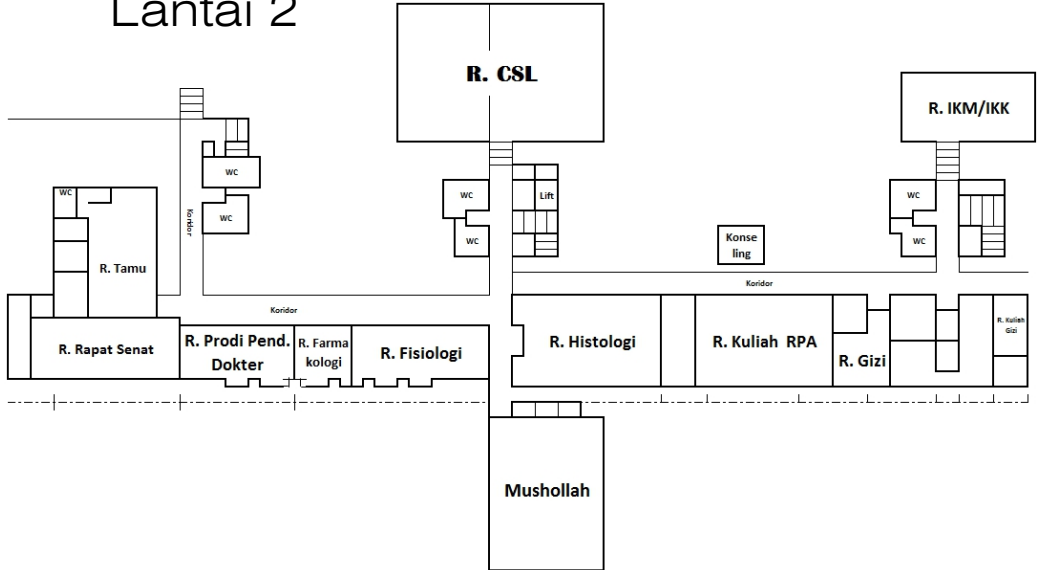 Lantai 2
R. CSL
R. IKM/IKK
WC
WC
WC
Koridor
R. Tamu
WC
Lift
WC
WC
WC
Konse
ling
Koridor
Koridor
R. Rapat Senat
R. Prodi Pend.
Dokter
R. Farma
kologi
R. Fisiologi
R. Histologi
R. Kuliah RPA
R. Gizi
R. Kuliah
Gizi
Mushollah